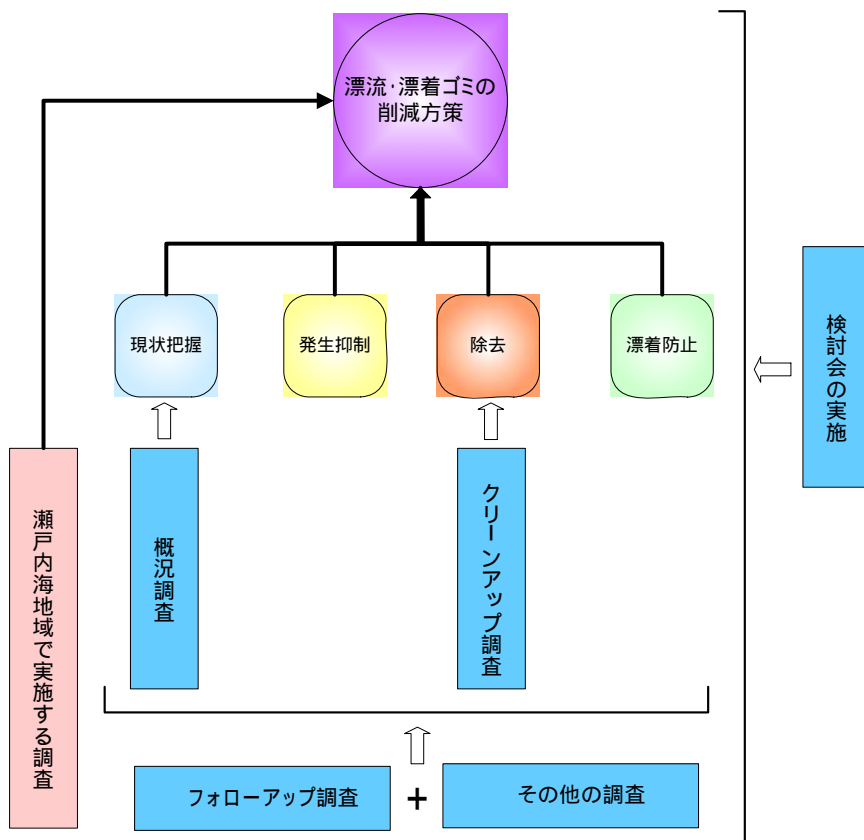 漂流・漂着ゴミの
削減方策
現状把握
発生抑制
除去
漂着防止
検討会の実施
瀬戸内海地域で実施する調査
概況調査
クリーンアップ調査
フォローアップ調査
+
その他の調査